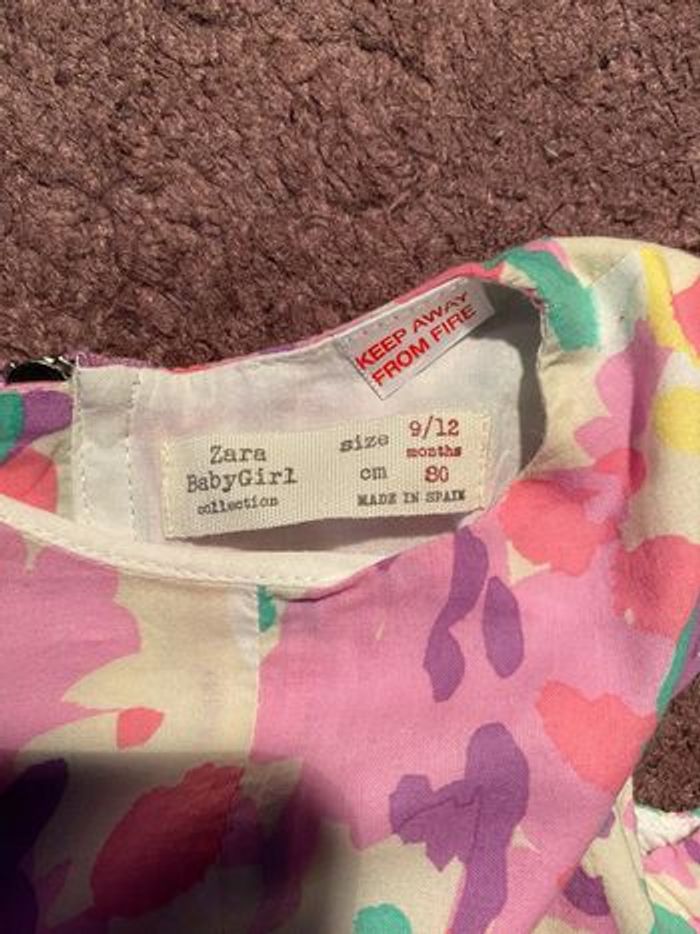 KEEP AWAY
FROM FIRE
Zara
BabyGirl
collection
size 9/12
months
cm 80
MADE IN SPAIN